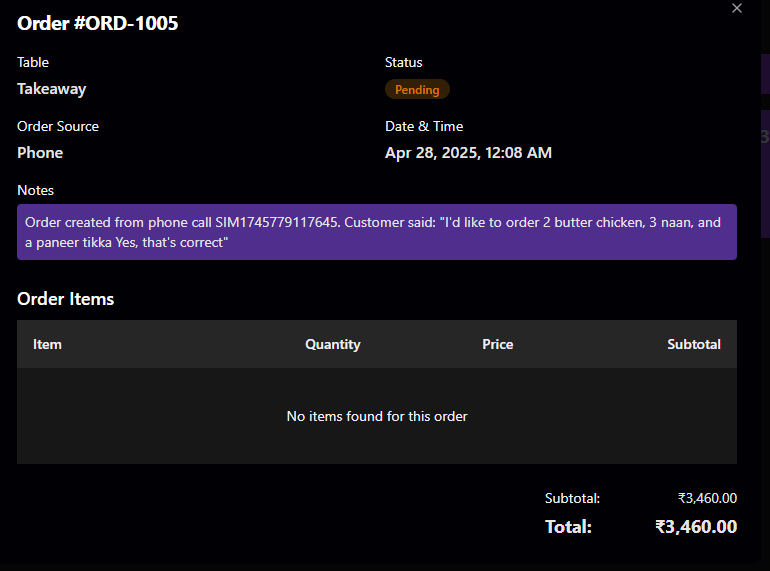 Order #ORD-1005
Table
Status
Takeaway
Pending
Order Source
Date & Time
Phone
Apr 28, 2025, 12:08 AM
Notes
Order created from phone call SIM1745779117645. Customer said: "I'd like to order 2 butter chicken, 3 naan, and
a paneer tikka Yes, that's correct"
Order Items
Item Quantity Price Subtotal
No items found for this order
Subtotal: ₹3,460.00
Total: ₹3,460.00
3